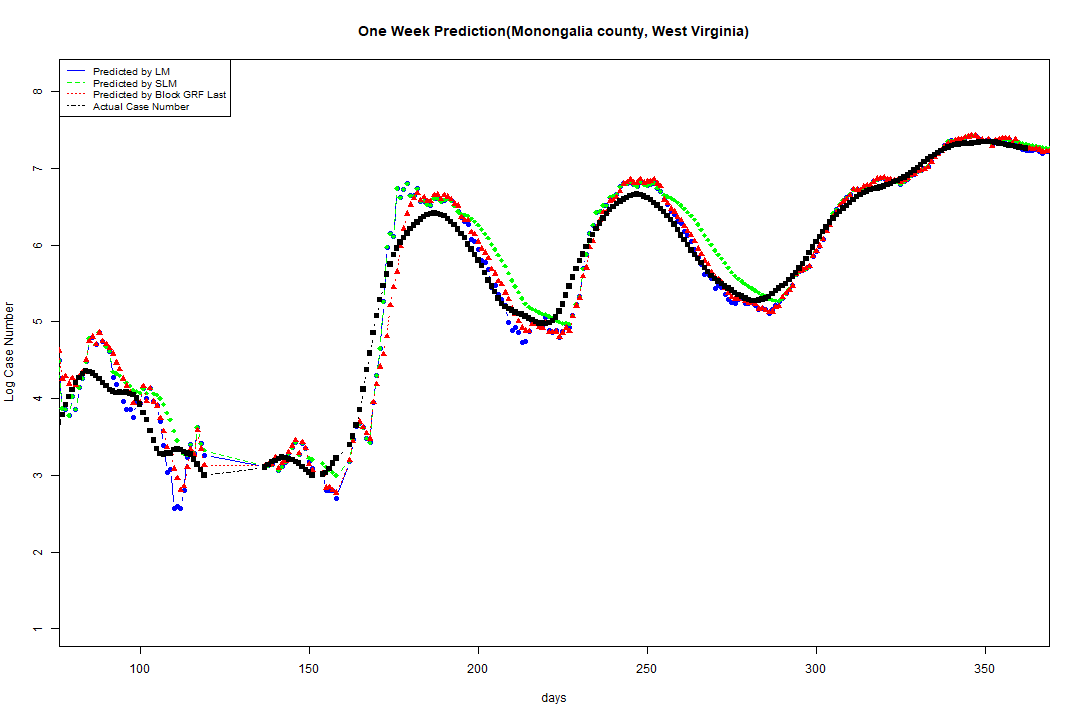 One Week Prediction(Monongalia county, West Virginia)
Predicted by LM
Predicted by SLM
Predicted by Block GRF Last
Actual Case Number
8
7
6
5
4
3
2
1
Log Case Number
100 150 200 250 300 350
days